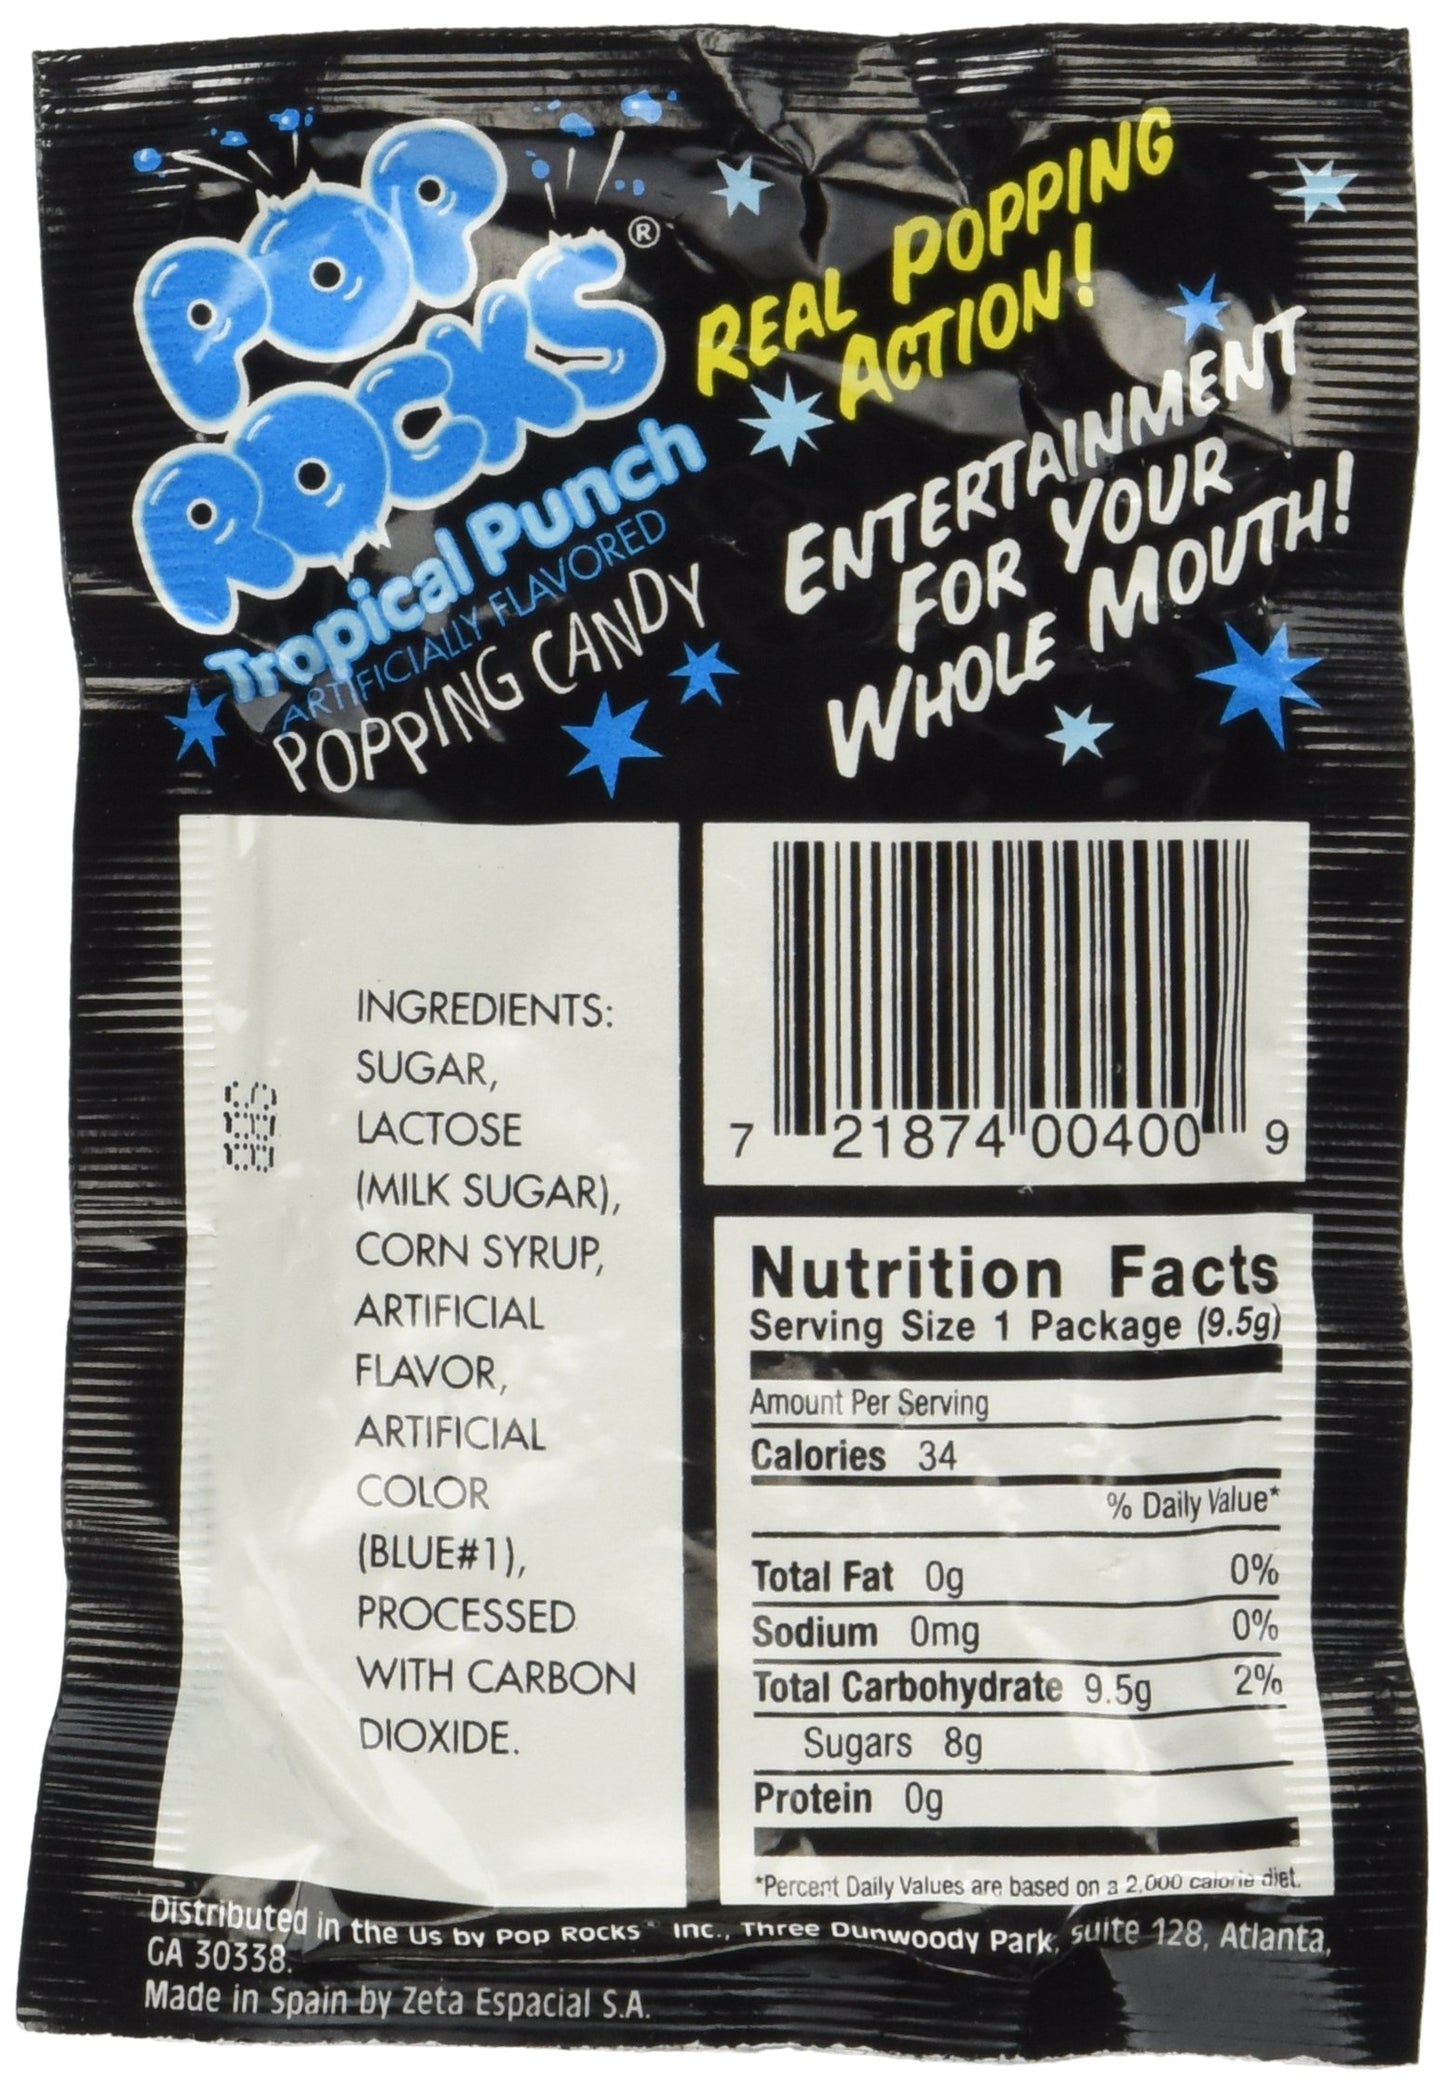 POP
ROCKS®
Tropical Punch
ARTIFICIALLY FLAVORED
POPPING CANDY
REAL POPPING
ACTION!
ENTERTAINMENT
FOR YOUR
WHOLE MOUTH!
INGREDIENTS:
SUGAR,
LACTOSE
(MILK SUGAR),
CORN SYRUP,
ARTIFICIAL
FLAVOR,
ARTIFICIAL
COLOR
(BLUE#1),
PROCESSED
WITH CARBON
DIOXIDE.
7 21874 00400 9
Nutrition Facts
Serving Size 1 Package (9.5g)
Amount Per Serving
Calories 34
% Daily Value*
Total Fat 0g 0%
Sodium 0mg 0%
Total Carbohydrate 9.5g 2%
Sugars 8g
Protein 0g
*Percent Daily Values are based on a 2,000 calorie diet.
Distributed in the US by POP ROCKS® INC., Three Dunwoody Park, Suite 128, Atlanta,
GA 30338.
Made in Spain by Zeta Espacial S.A.